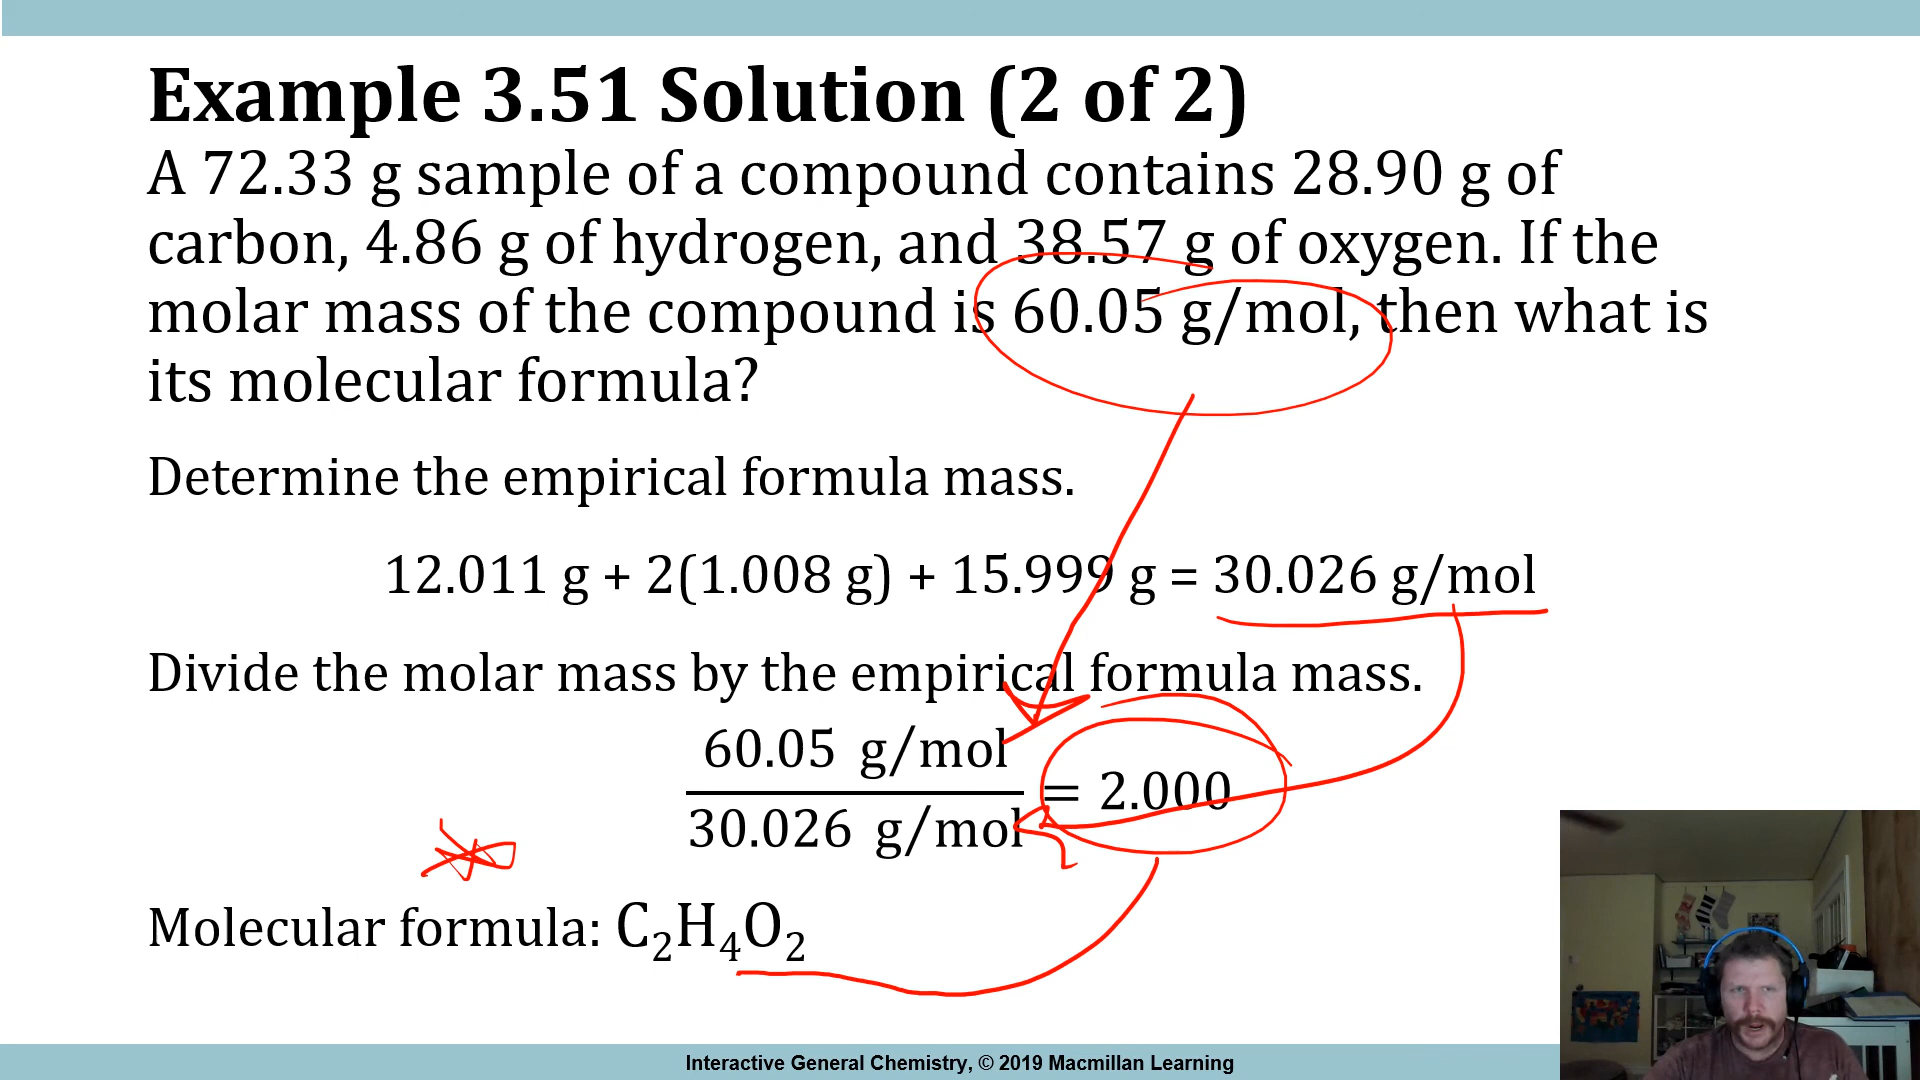 Example 3.51 Solution (2 of 2)
A 72.33 g sample of a compound contains 28.90 g of
carbon, 4.86 g of hydrogen, and 38.57 g of oxygen. If the
molar mass of the compound is 60.05 g/mol, then what is
its molecular formula?
Determine the empirical formula mass.
12.011 g + 2(1.008 g) + 15.999 g = 30.026 g/mol
Divide the molar mass by the empirical formula mass.
60.05 g/mol
30.026 g/mol
= 2.000
Molecular formula: C₂H₄O₂
Interactive General Chemistry, © 2019 Macmillan Learning